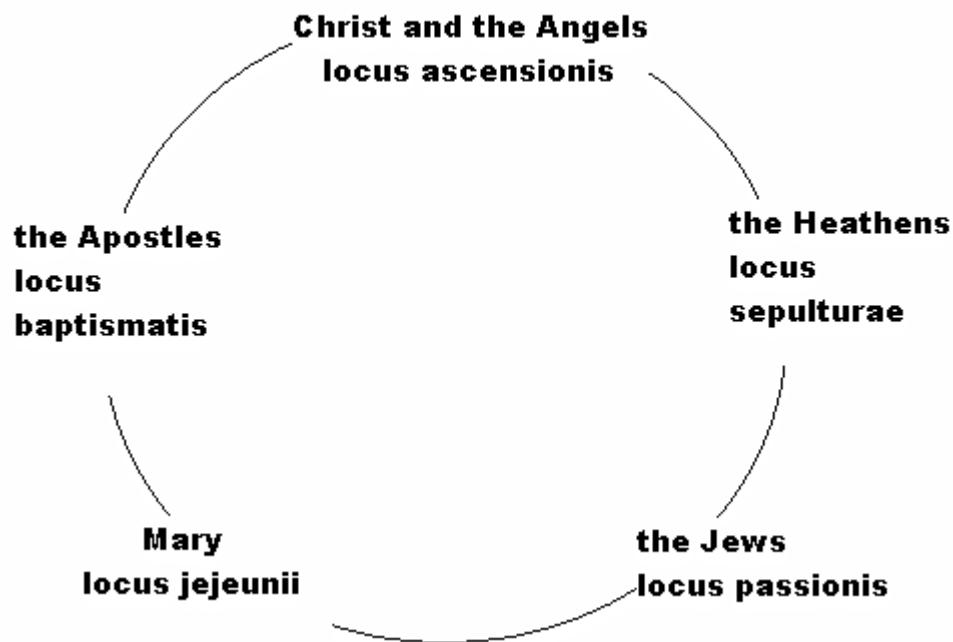 Christ and the Angels
locus ascensionis
the Apostles
locus
baptismatis
the Heathens
locus
sepulturae
Mary
locus jejeunii
the Jews
locus passionis